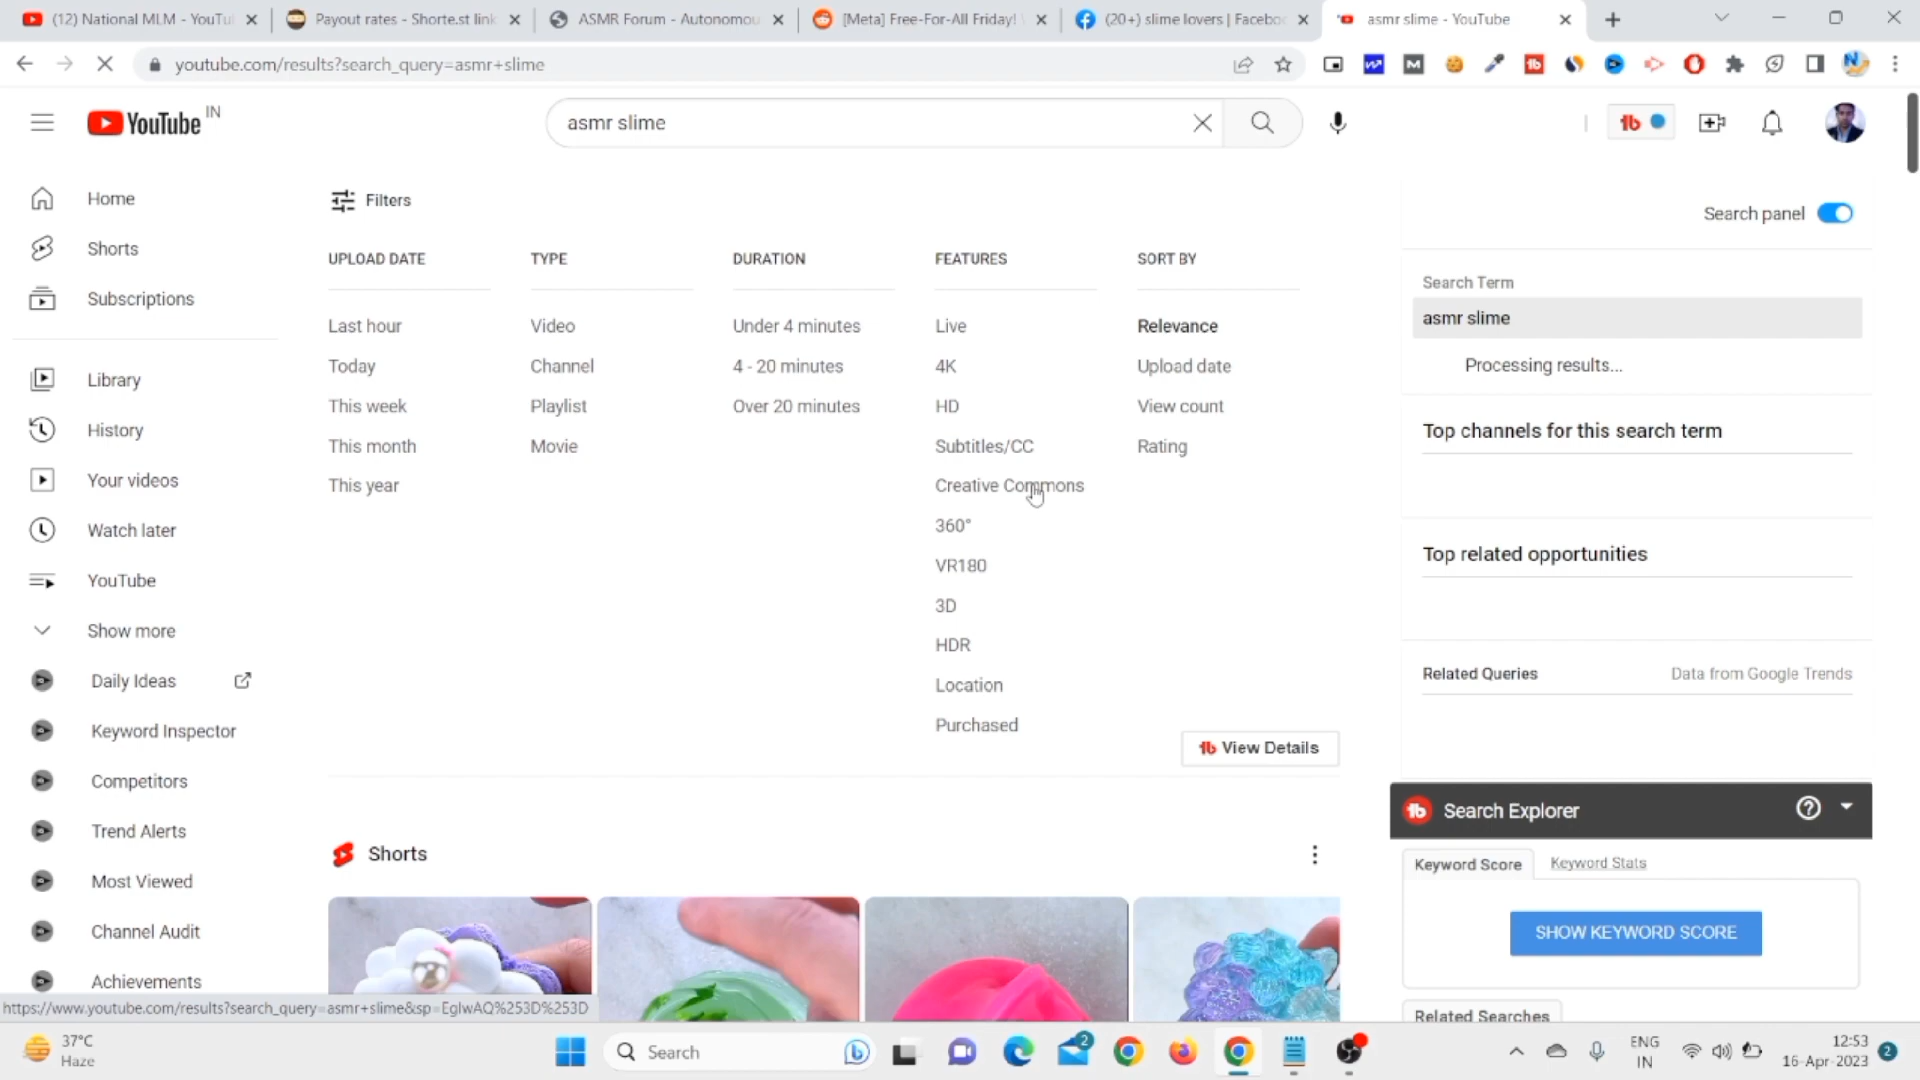 (12) National MLM - YouTu
Payout rates - Shorte.st link
ASMR Forum - Autonomou
[Meta] Free-For-All Friday!
(20+) slime lovers | Faceboo
asmr slime - YouTube
youtube.com/results?search_query=asmr+slime
YouTube IN
asmr slime
Home
Shorts
Subscriptions
Library
History
Your videos
Watch later
YouTube
Show more
Daily Ideas
Keyword Inspector
Competitors
Trend Alerts
Most Viewed
Channel Audit
Achievements
Filters
UPLOAD DATE
Last hour
Today
This week
This month
This year
TYPE
Video
Channel
Playlist
Movie
DURATION
Under 4 minutes
4 - 20 minutes
Over 20 minutes
FEATURES
Live
4K
HD
Subtitles/CC
Creative Commons
360°
VR180
3D
HDR
Location
Purchased
SORT BY
Relevance
Upload date
View count
Rating
View Details
Shorts
Search panel
Search Term
asmr slime
Processing results...
Top channels for this search term
Top related opportunities
Related Queries
Data from Google Trends
Search Explorer
Keyword Score
Keyword Stats
SHOW KEYWORD SCORE
Related Searches
https://www.youtube.com/results?search_query=asmr+slime&sp=EgIwAQ%253D%253D
37°C
Haze
Search
2
ENG
IN
12:53
16-Apr-2023
2